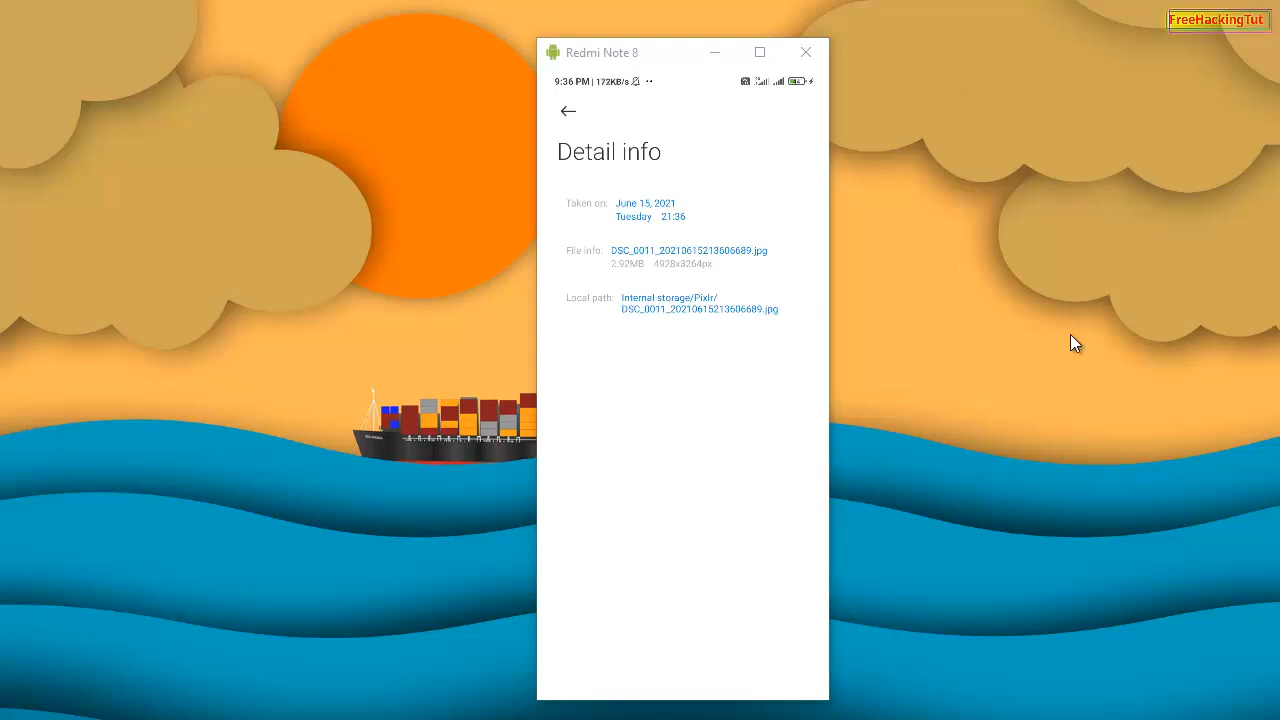 FreeHackingTut
Redmi Note 8
9:36 PM | 172KB/s
Detail info
Taken on: June 15, 2021
Tuesday 21:36
File info: DSC_0011_20210615213606689.jpg
2.92MB 4928x3264px
Local path: Internal storage/Pixlr/
DSC_0011_20210615213606689.jpg